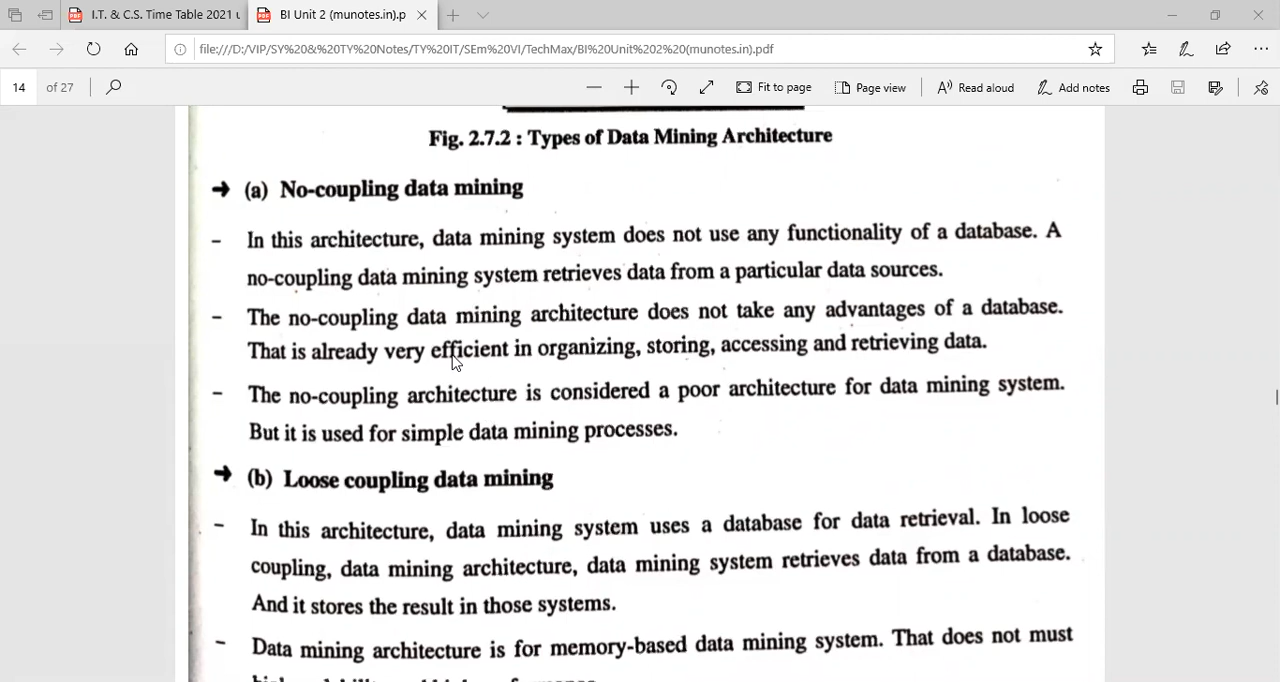 I.T. & C.S. Time Table 2021 u
BI Unit 2 (munotes.in).p
file:///D:/VIP/SY%20&%20TY%20Notes/TY%20IT/SEm%20VI/TechMax/BI%20Unit%202%20(munotes.in).pdf
14 of 27
Fit to page
Page view
Read aloud
Add notes
Fig. 2.7.2 : Types of Data Mining Architecture
→ (a) No-coupling data mining
- In this architecture, data mining system does not use any functionality of a database. A
no-coupling data mining system retrieves data from a particular data sources.
- The no-coupling data mining architecture does not take any advantages of a database.
That is already very efficient in organizing, storing, accessing and retrieving data.
- The no-coupling architecture is considered a poor architecture for data mining system.
But it is used for simple data mining processes.
→ (b) Loose coupling data mining
- In this architecture, data mining system uses a database for data retrieval. In loose
coupling, data mining architecture, data mining system retrieves data from a database.
And it stores the result in those systems.
- Data mining architecture is for memory-based data mining system. That does not must